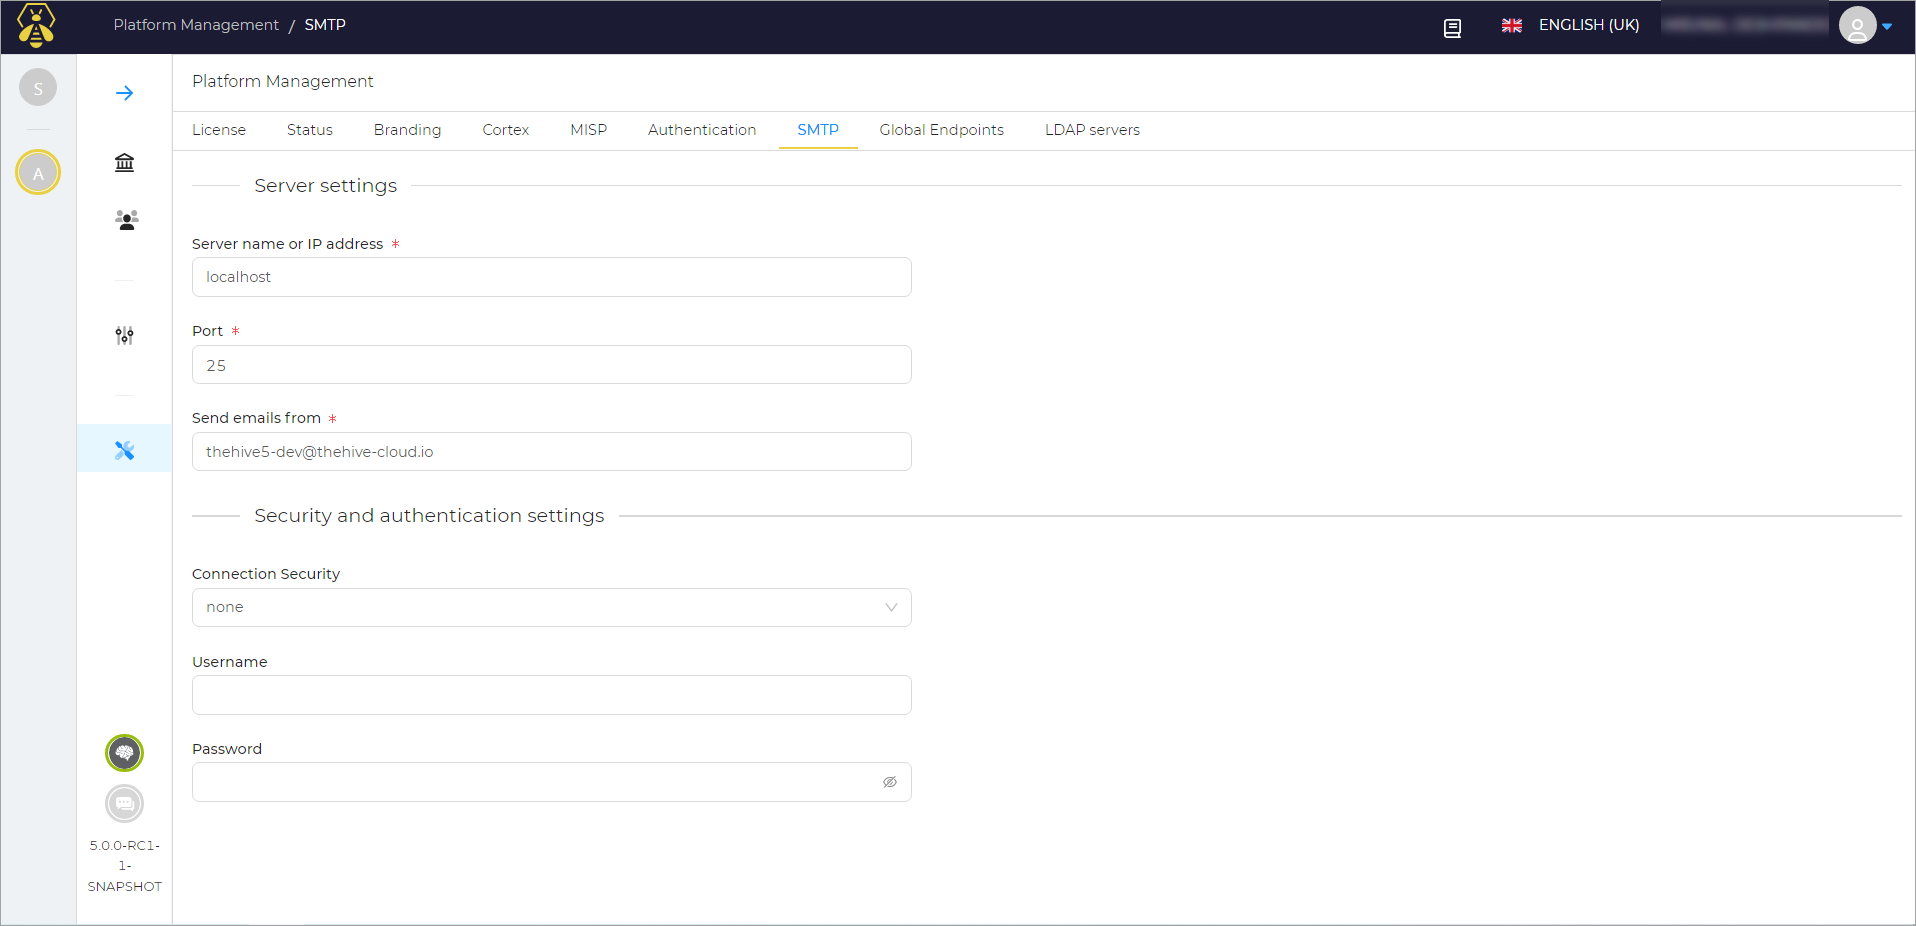 Platform Management / SMTP
ENGLISH (UK)
S
A
Platform Management
License Status Branding Cortex MISP Authentication SMTP Global Endpoints LDAP servers
Server settings
Server name or IP address *
localhost
Port *
25
Send emails from *
thehive5-dev@thehive-cloud.io
Security and authentication settings
Connection Security
none
Username
Password
5.0.0-RC1-
1-
SNAPSHOT